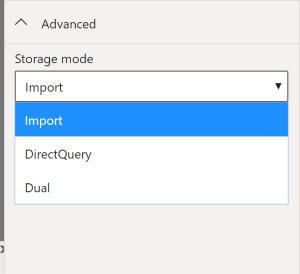 Advanced
Storage mode
Import
Import
DirectQuery
Dual